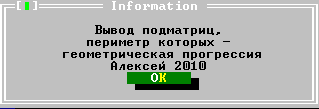 Information
Вывод подматриц,
периметр которых –
геометрическая прогрессия
Алексей 2010
OK